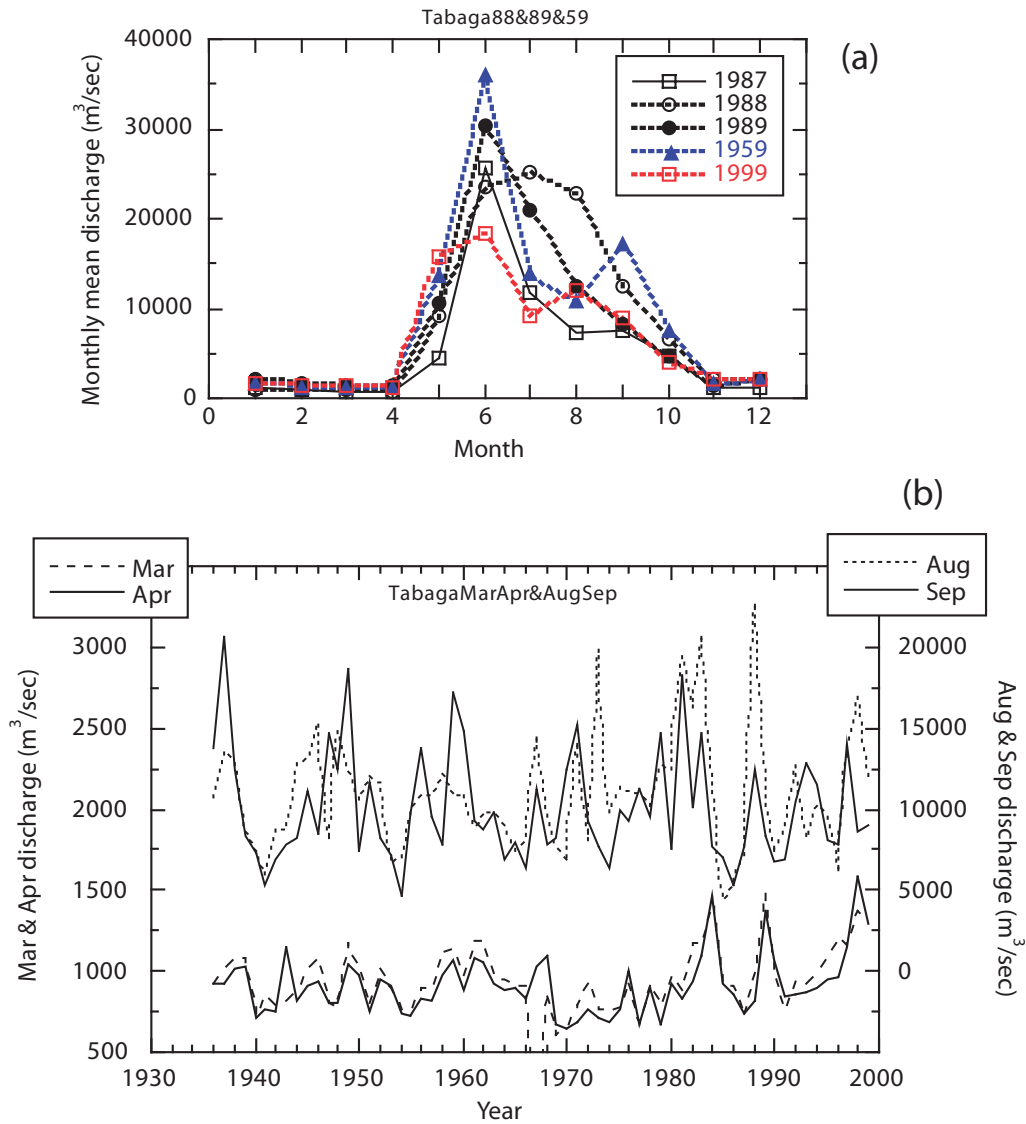 Tabaga88&89&59
(a)
Monthly mean discharge (m³/sec)
40000
30000
20000
10000
0
0 2 4 6 8 10 12
Month
1987
1988
1989
1959
1999
(b)
Mar
Apr
Aug
Sep
TabagaMarApr&AugSep
Mar & Apr discharge (m³/sec)
3000
2500
2000
1500
1000
500
20000
15000
10000
5000
0
Aug & Sep discharge (m³/sec)
1930 1940 1950 1960 1970 1980 1990 2000
Year